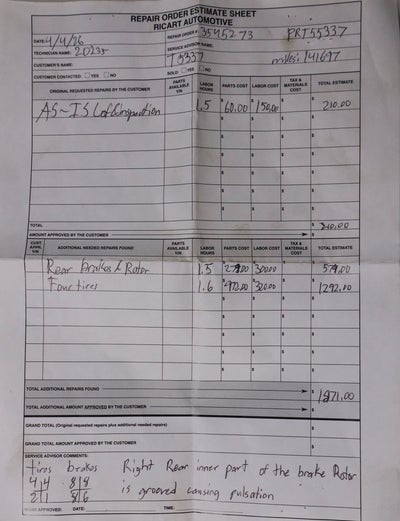 REPAIR ORDER ESTIMATE SHEET
RICART AUTOMOTIVE
DATE: 4/4/26 REPAIR ORDER #: 3545273 PRT55337
TECHNICIAN NAME: 20235 SERVICE ADVISOR NAME:
CUSTOMER'S NAME: T5337 miles: 141697
CUSTOMER CONTACTED: YES NO SOLD: YES NO
ORIGINAL REQUESTED REPAIRS BY THE CUSTOMER PARTS AVAILABLE Y/N LABOR HOURS PARTS COST LABOR COST TAX & MATERIALS COST TOTAL ESTIMATE
AS-IS Lof & inspection 1.5 $60.00 $150.00 $ $ 210.00
TOTAL $ 210.00
AMOUNT APPROVED BY THE CUSTOMER $
CUST APPR. Y/N ADDITIONAL NEEDED REPAIRS FOUND PARTS AVAILABLE Y/N LABOR HOURS PARTS COST LABOR COST TAX & MATERIALS COST TOTAL ESTIMATE
Rear brakes & Rotor 1.5 $279.00 $300.00 $ $ 579.00
Four tires 1.6 $972.00 $320.00 $ $ 1292.00
TOTAL ADDITIONAL REPAIRS FOUND $ 1871.00
TOTAL ADDITIONAL AMOUNT APPROVED BY THE CUSTOMER $
GRAND TOTAL (Original requested repairs plus additional needed repairs) $
GRAND TOTAL AMOUNT APPROVED BY THE CUSTOMER $
SERVICE ADVISOR COMMENTS:
tires brakes Right Rear inner part of the brake Rotor
4|4 8|8 is grooved causing pulsation
2|1 8|6
WORK APPROVED: DATE: TIME: